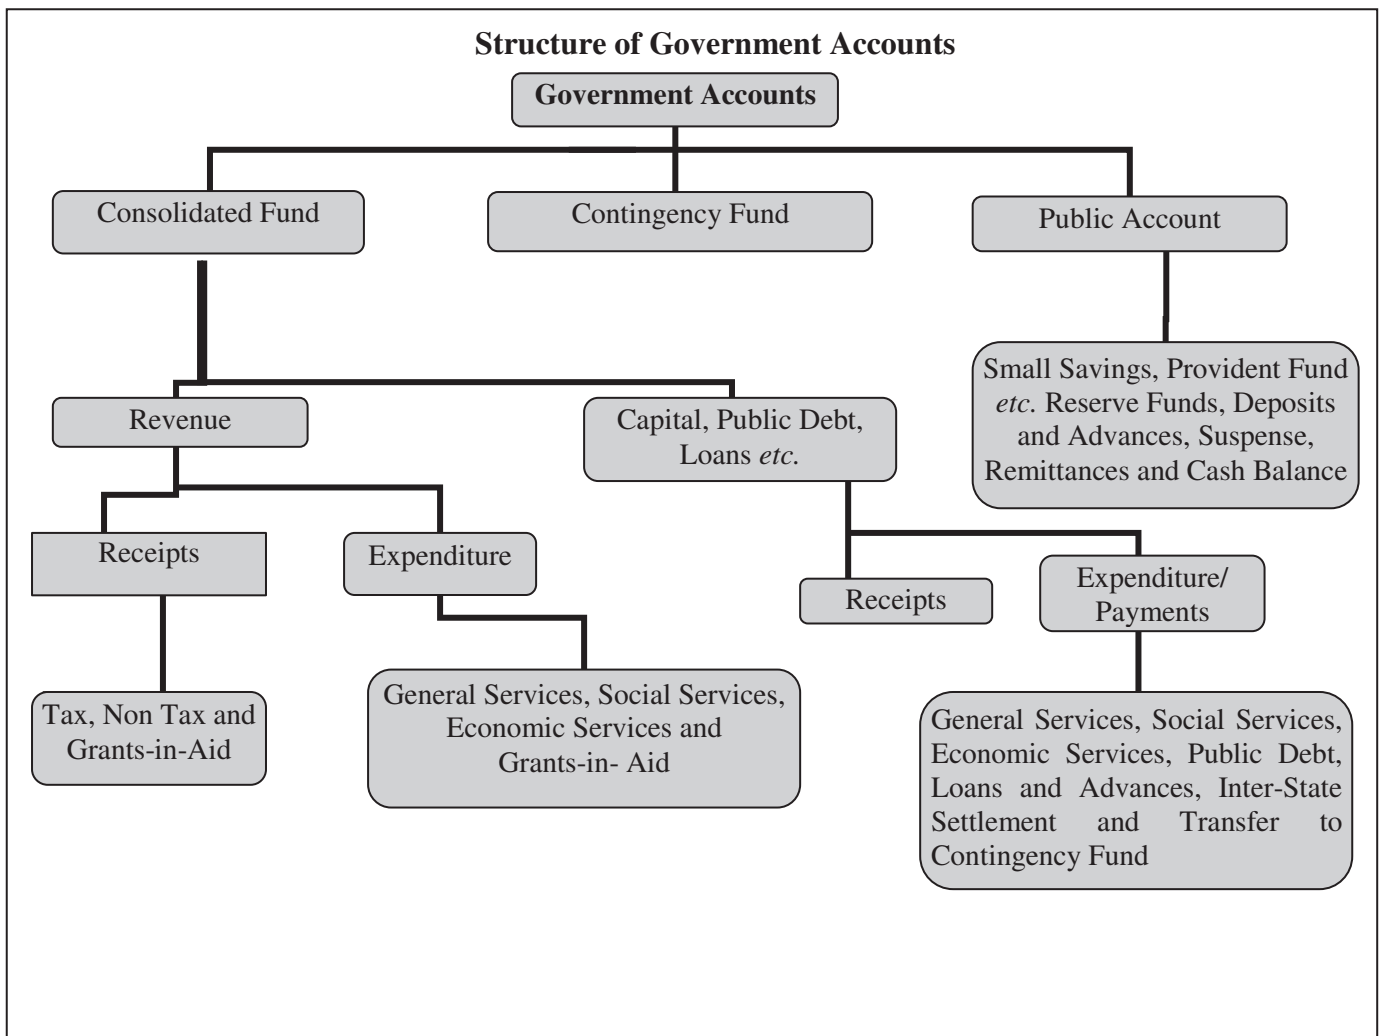 Structure of Government Accounts
Government Accounts
Consolidated Fund
Contingency Fund
Public Account
Small Savings, Provident Fund
etc. Reserve Funds, Deposits
and Advances, Suspense,
Remittances and Cash Balance
Revenue
Capital, Public Debt,
Loans etc.
Receipts
Expenditure
Receipts
Expenditure/
Payments
Tax, Non Tax and
Grants-in-Aid
General Services, Social Services,
Economic Services and
Grants-in- Aid
General Services, Social Services,
Economic Services, Public Debt,
Loans and Advances, Inter-State
Settlement and Transfer to
Contingency Fund